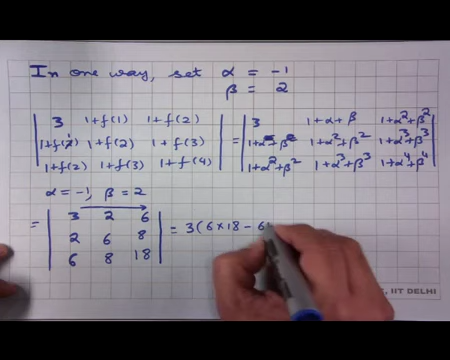 In one way, set α = -1
β = 2
| 3 1+f(1) 1+f(2) | = | 3 1+α+β 1+α²+β² |
| 1+f(1) 1+f(2) 1+f(3) | | 1+α+β 1+α²+β² 1+α³+β³ |
| 1+f(2) 1+f(3) 1+f(4) | | 1+α²+β² 1+α³+β³ 1+α⁴+β⁴ |
α = -1, β = 2
= | 3 2 6 | = 3(6×18 - 6
| 2 6 8 |
| 6 8 18 |
, IIT DELHI